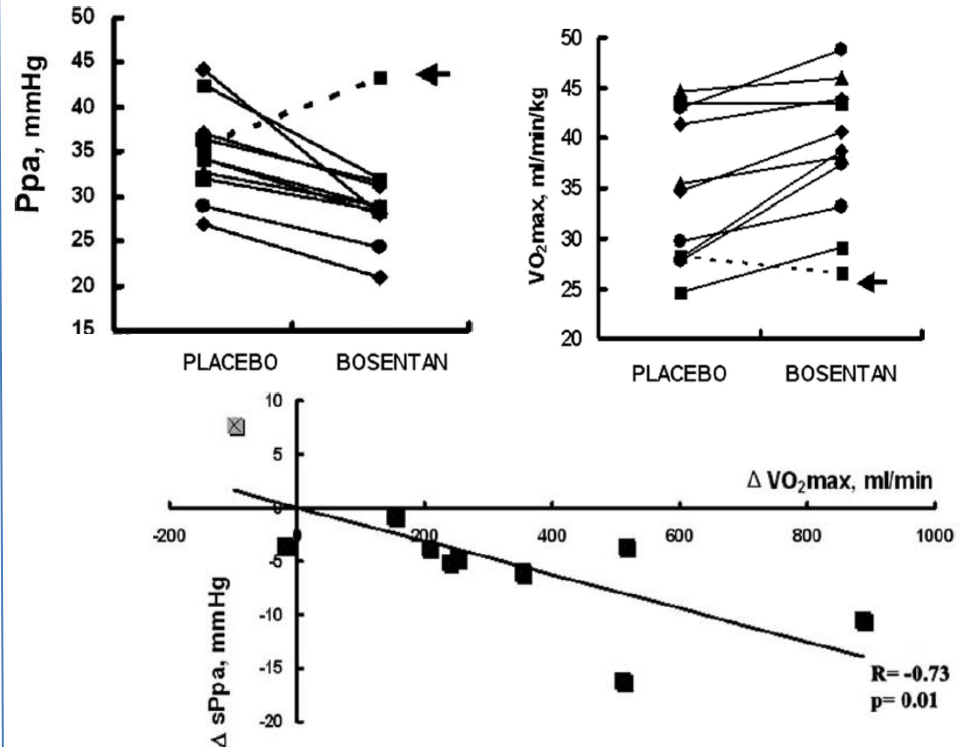 Ppa, mmHg
50
45
40
35
30
25
20
15
PLACEBO BOSENTAN
VO₂max, ml/min/kg
50
45
40
35
30
25
20
PLACEBO BOSENTAN
Δ sPpa, mmHg
10
5
0
-5
-10
-15
-20
Δ VO₂max, ml/min
-200 0 200 400 600 800 1000
R= -0.73
p= 0.01